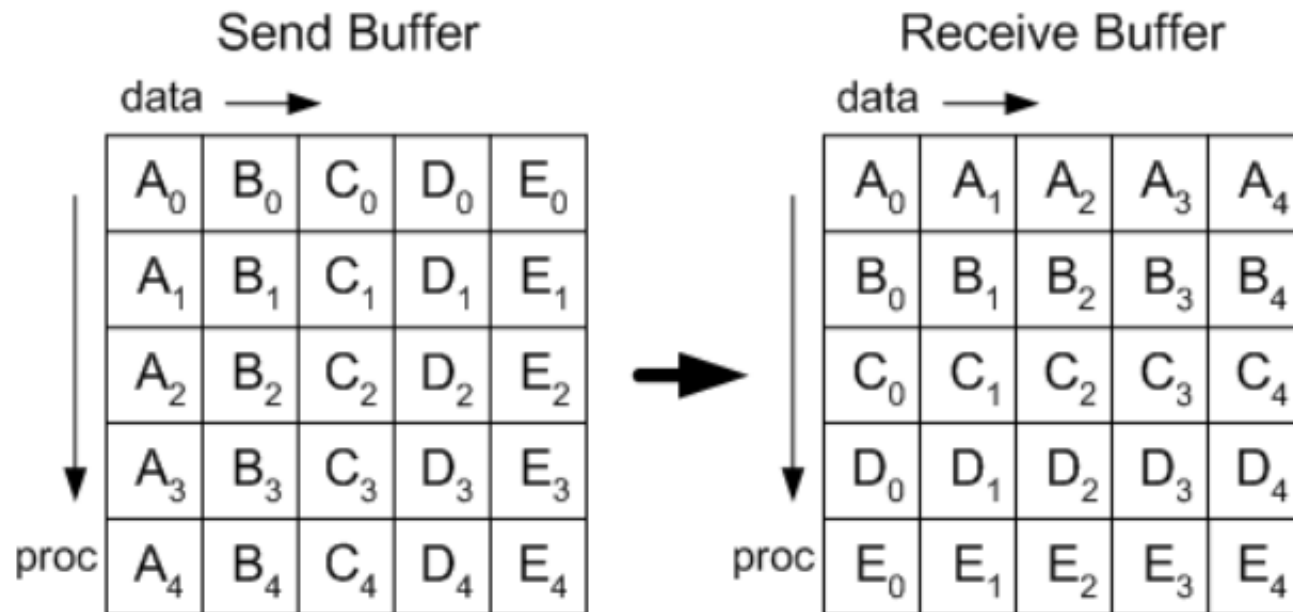 Send Buffer Receive Buffer
data data
A₀ B₀ C₀ D₀ E₀ A₀ A₁ A₂ A₃ A₄
A₁ B₁ C₁ D₁ E₁ B₀ B₁ B₂ B₃ B₄
A₂ B₂ C₂ D₂ E₂ C₀ C₁ C₂ C₃ C₄
A₃ B₃ C₃ D₃ E₃ D₀ D₁ D₂ D₃ D₄
proc A₄ B₄ C₄ D₄ E₄ proc E₀ E₁ E₂ E₃ E₄